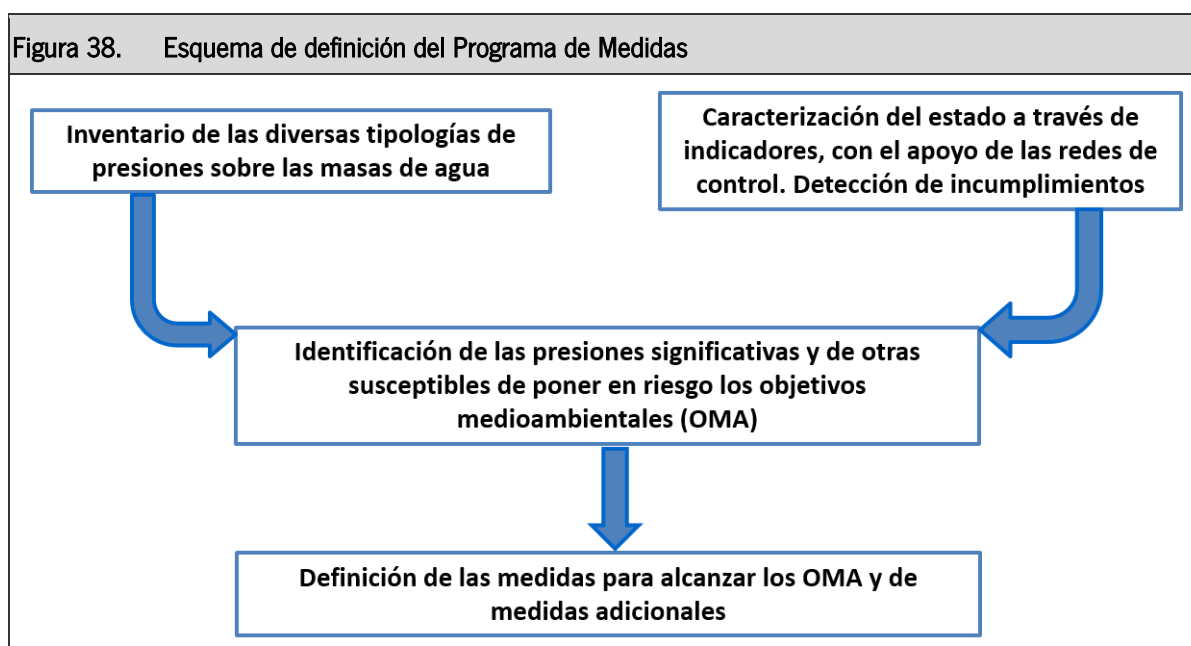 Figura 38. Esquema de definición del Programa de Medidas
Inventario de las diversas tipologías de
presiones sobre las masas de agua
Caracterización del estado a través de
indicadores, con el apoyo de las redes de
control. Detección de incumplimientos
Identificación de las presiones significativas y de otras
susceptibles de poner en riesgo los objetivos
medioambientales (OMA)
Definición de las medidas para alcanzar los OMA y de
medidas adicionales